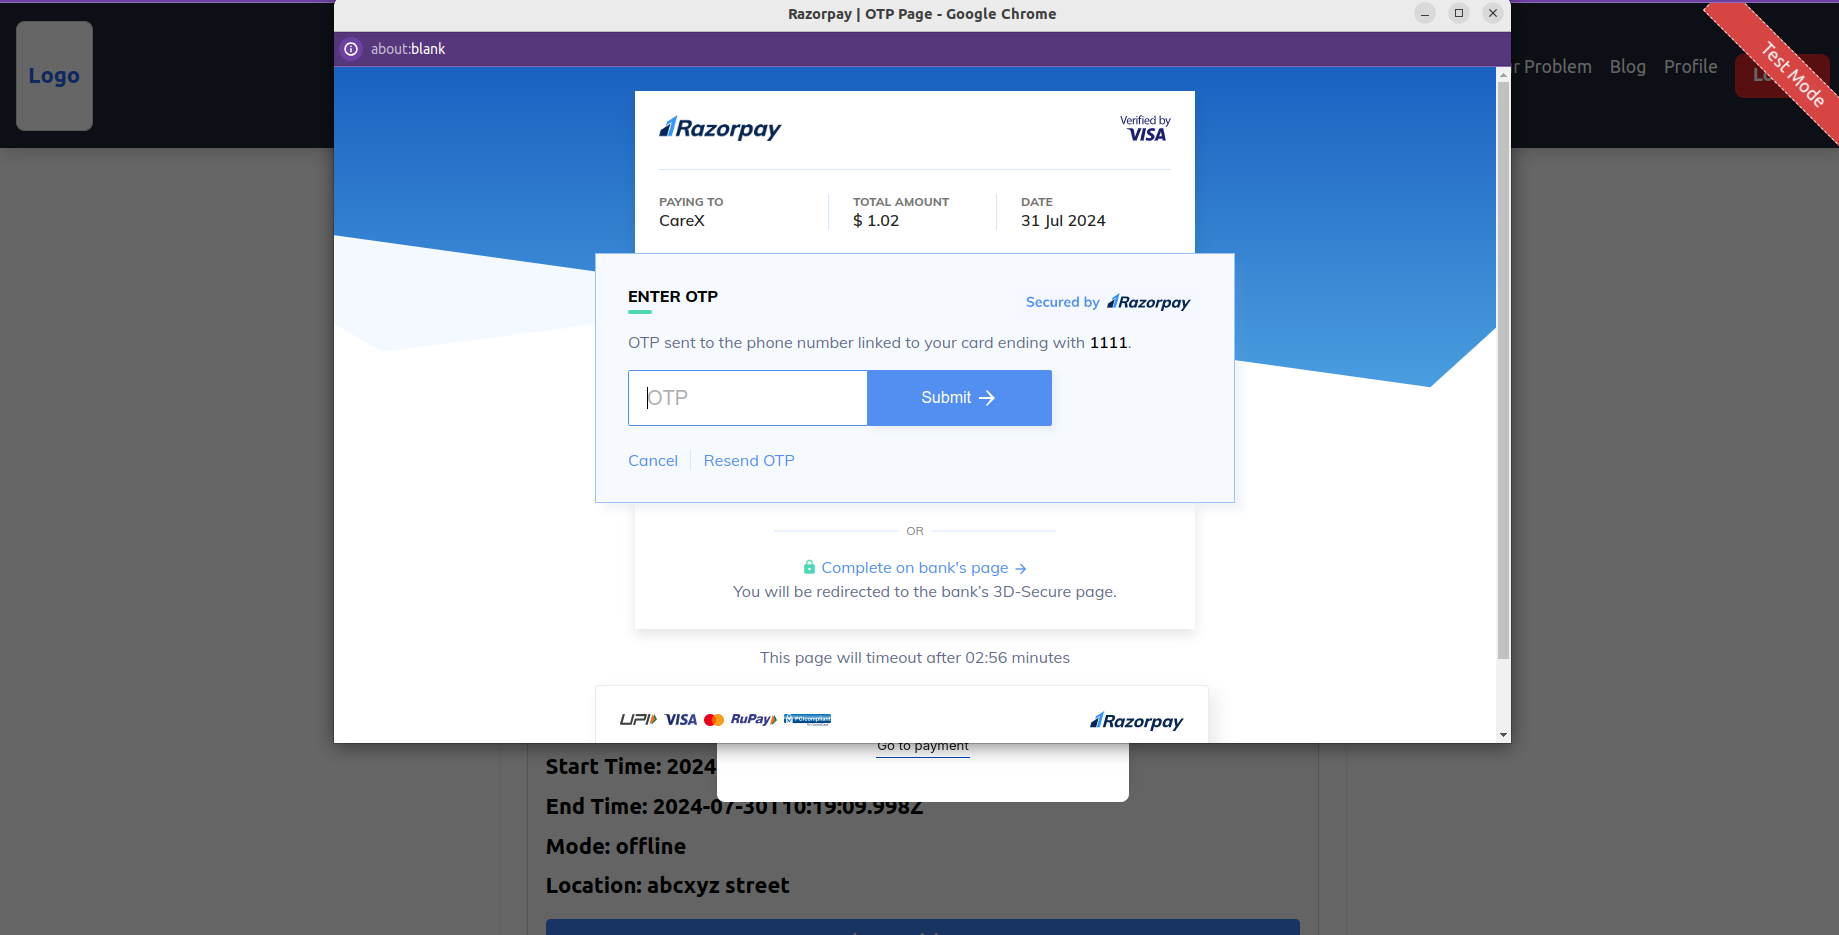 Razorpay | OTP Page - Google Chrome
about:blank
Logo
r Problem Blog Profile
Test Mode
Razorpay
Verified by
VISA
PAYING TO TOTAL AMOUNT DATE
CareX $ 1.02 31 Jul 2024
ENTER OTP
Secured by Razorpay
OTP sent to the phone number linked to your card ending with 1111.
OTP Submit →
Cancel Resend OTP
OR
Complete on bank's page →
You will be redirected to the bank's 3D-Secure page.
This page will timeout after 02:56 minutes
UPI VISA RuPay PCI compliant Razorpay
Go to payment
Start Time: 2024
End Time: 2024-07-30T10:19:09.998Z
Mode: offline
Location: abcxyz street